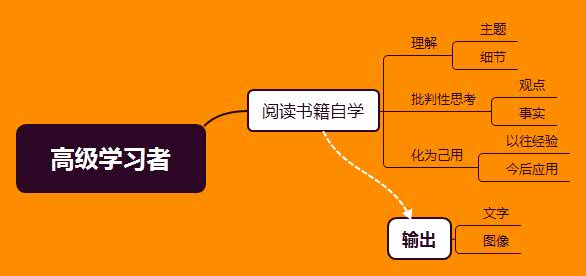 高级学习者
阅读书籍自学
理解
主题
细节
批判性思考
观点
事实
化为己用
以往经验
今后应用
输出
文字
图像